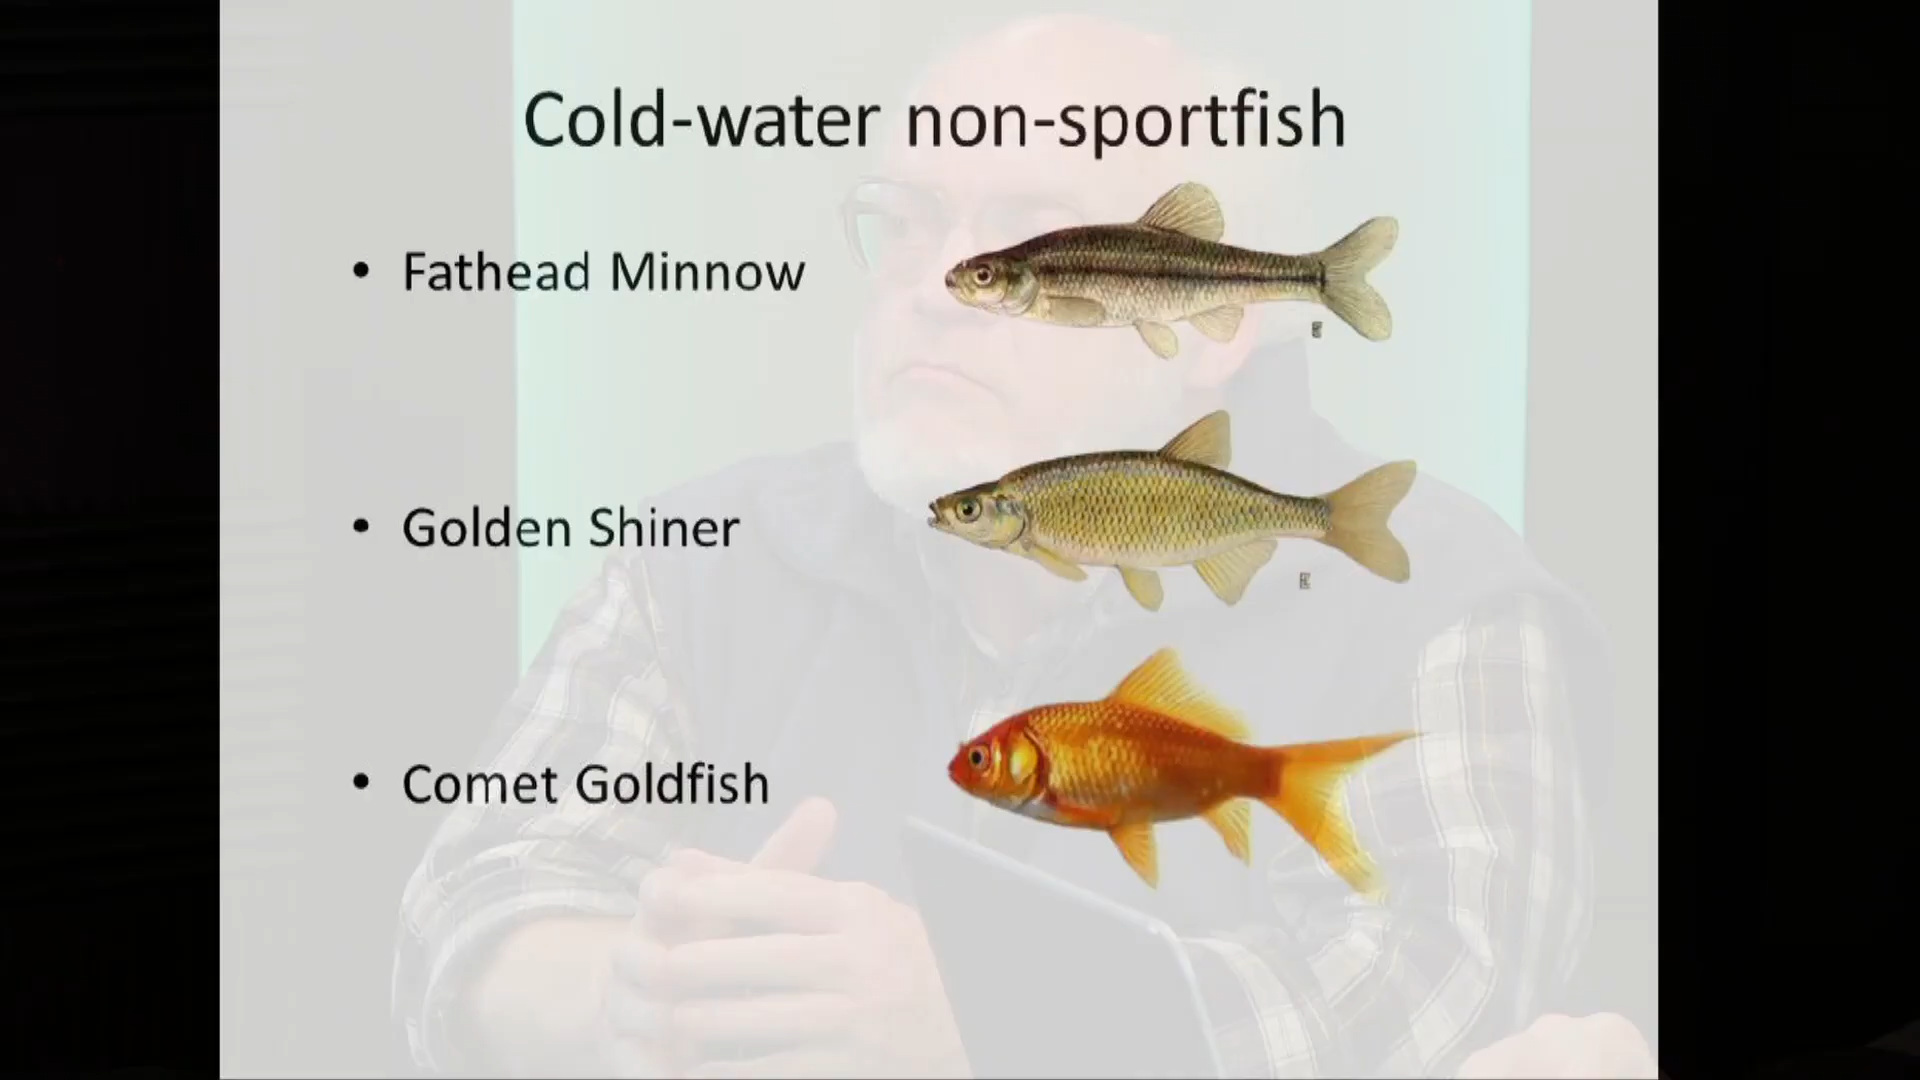 Cold-water non-sportfish
• Fathead Minnow
• Golden Shiner
• Comet Goldfish